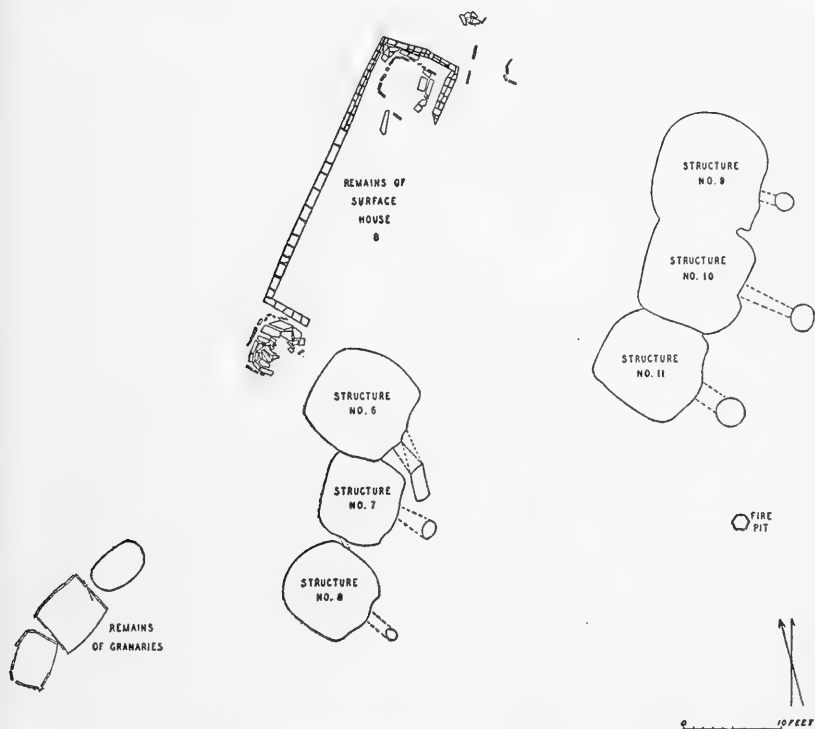 STRUCTURE
NO. 9
REMAINS OF
SURFACE
HOUSE
STRUCTURE
NO. 10
STRUCTURE
NO. 11
STRUCTURE
NO. 6
STRUCTURE
NO. 7
FIRE
PIT
STRUCTURE
NO. 8
REMAINS
OF GRANARIES
0 10 FEET